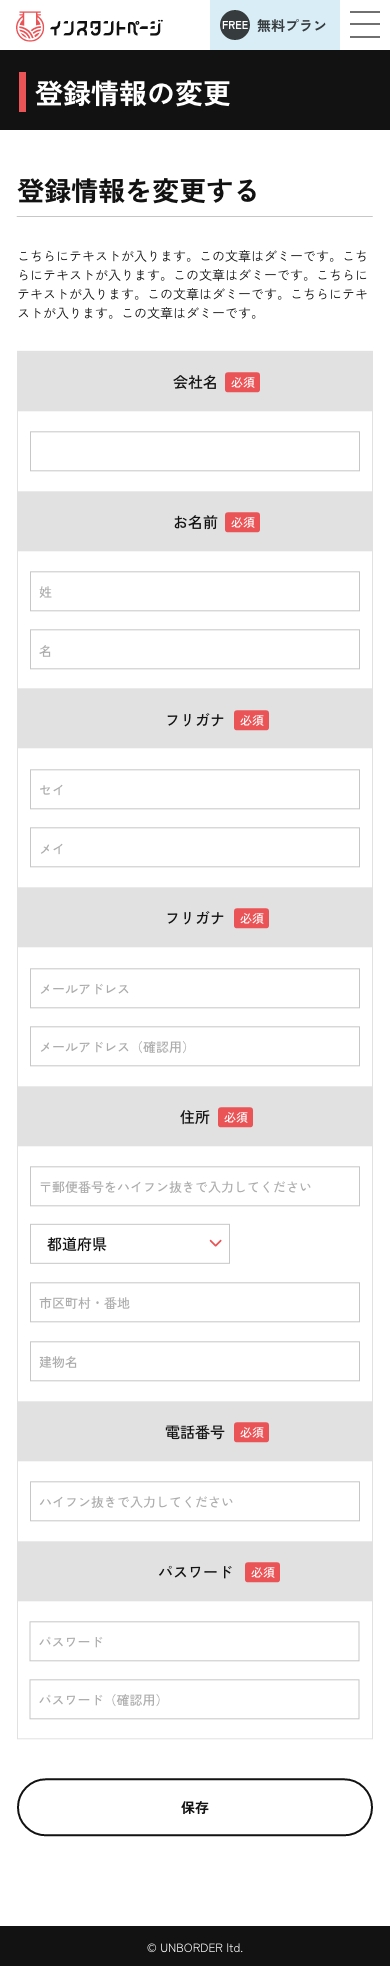 インスタントページ
FREE 無料プラン
登録情報の変更
登録情報を変更する
こちらにテキストが入ります。この文章はダミーです。こち
らにテキストが入ります。この文章はダミーです。こちらに
テキストが入ります。この文章はダミーです。こちらにテキ
ストが入ります。この文章はダミーです。
会社名 必須
お名前 必須
姓
名
フリガナ 必須
セイ
メイ
フリガナ 必須
メールアドレス
メールアドレス（確認用）
住所 必須
〒郵便番号をハイフン抜きで入力してください
都道府県
市区町村・番地
建物名
電話番号 必須
ハイフン抜きで入力してください
パスワード 必須
パスワード
パスワード（確認用）
保存
© UNBORDER ltd.